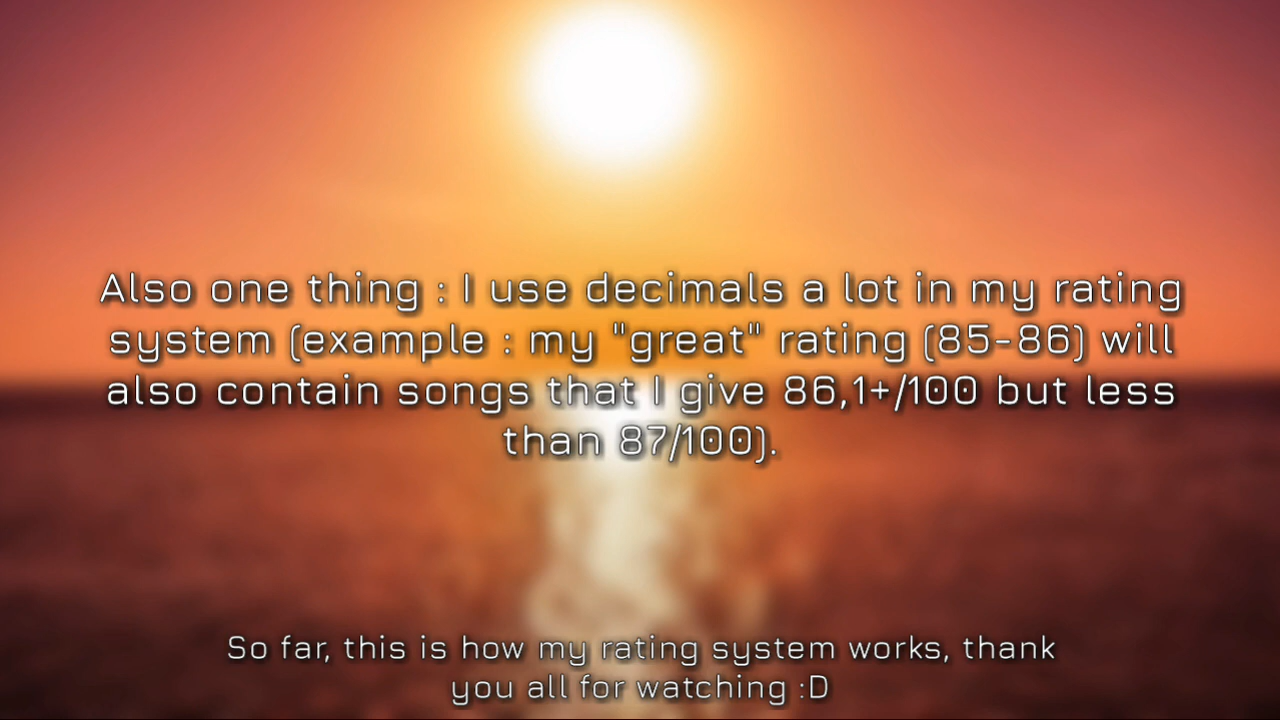 Also one thing : I use decimals a lot in my rating
system (example : my "great" rating (85-86) will
also contain songs that I give 86,1+/100 but less
than 87/100).
So far, this is how my rating system works, thank
you all for watching :D